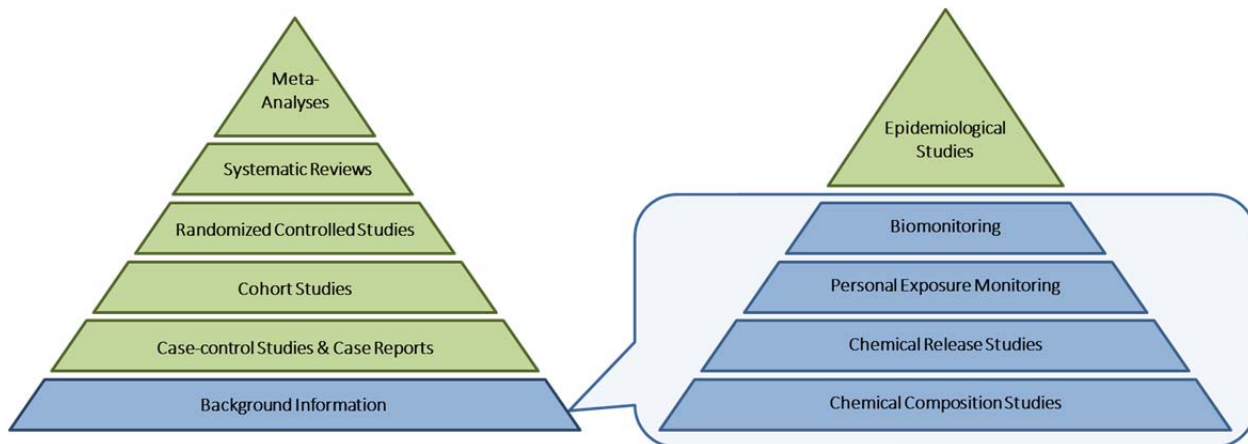 Meta-
Analyses
Systematic Reviews
Randomized Controlled Studies
Cohort Studies
Case-control Studies & Case Reports
Background Information
Epidemiological
Studies
Biomonitoring
Personal Exposure Monitoring
Chemical Release Studies
Chemical Composition Studies